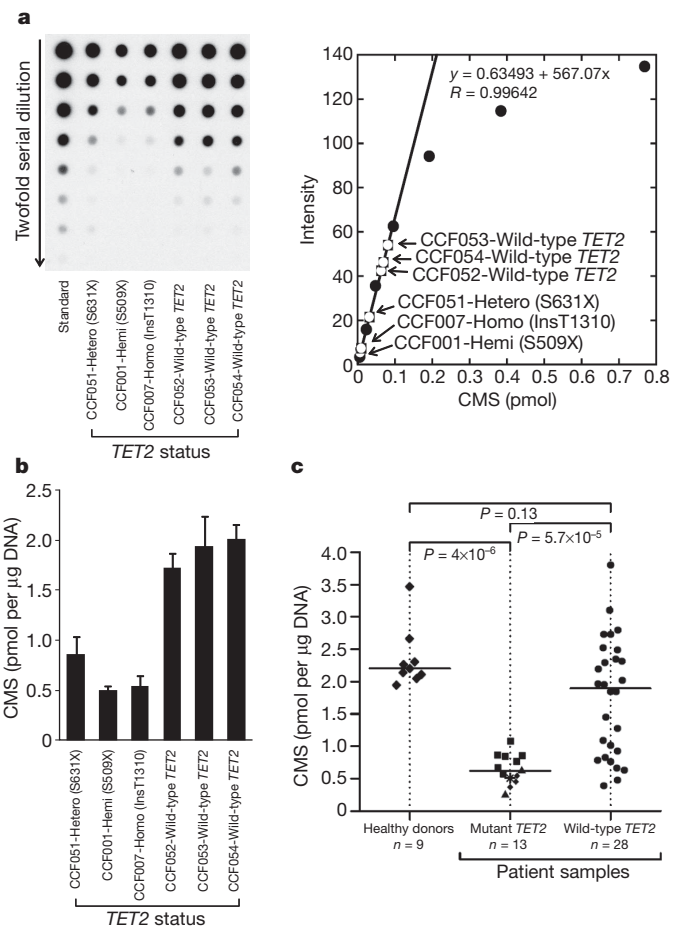 a
Twofold serial dilution
Standard
CCF051-Hetero (S631X)
CCF001-Hemi (S509X)
CCF007-Homo (InsT1310)
CCF052-Wild-type TET2
CCF053-Wild-type TET2
CCF054-Wild-type TET2
TET2 status
140
120
100
80
60
40
20
0
Intensity
y = 0.63493 + 567.07x
R = 0.99642
CCF053-Wild-type TET2
CCF054-Wild-type TET2
CCF052-Wild-type TET2
CCF051-Hetero (S631X)
CCF007-Homo (InsT1310)
CCF001-Hemi (S509X)
0 0.1 0.2 0.3 0.4 0.5 0.6 0.7 0.8
CMS (pmol)
b
2.5
2.0
1.5
1.0
0.5
0
CMS (pmol per µg DNA)
CCF051-Hetero (S631X)
CCF001-Hemi (S509X)
CCF007-Homo (InsT1310)
CCF052-Wild-type TET2
CCF053-Wild-type TET2
CCF054-Wild-type TET2
TET2 status
c
P = 0.13
P = 5.7×10⁻⁵
P = 4×10⁻⁶
4.0
3.5
3.0
2.5
2.0
1.5
1.0
0.5
0
CMS (pmol per µg DNA)
Healthy donors
n = 9
Mutant TET2
n = 13
Wild-type TET2
n = 28
Patient samples